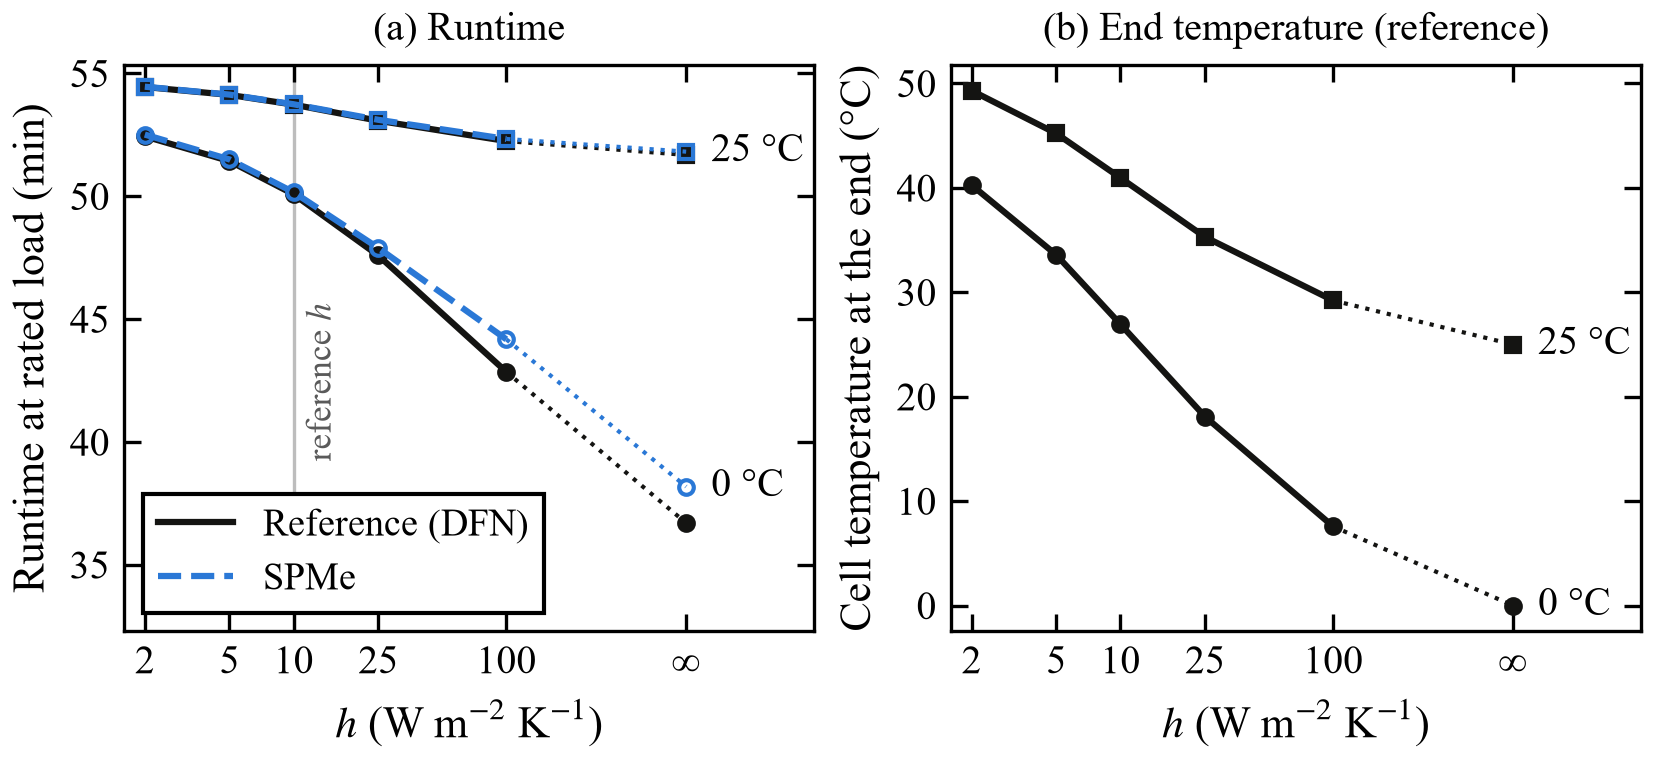 (a) Runtime
Runtime at rated load (min)
55
50
45
40
35
25 °C
0 °C
reference h
Reference (DFN)
SPMe
2 5 10 25 100 ∞
h (W m⁻² K⁻¹)
(b) End temperature (reference)
Cell temperature at the end (°C)
50
40
30
20
10
0
25 °C
0 °C
2 5 10 25 100 ∞
h (W m⁻² K⁻¹)